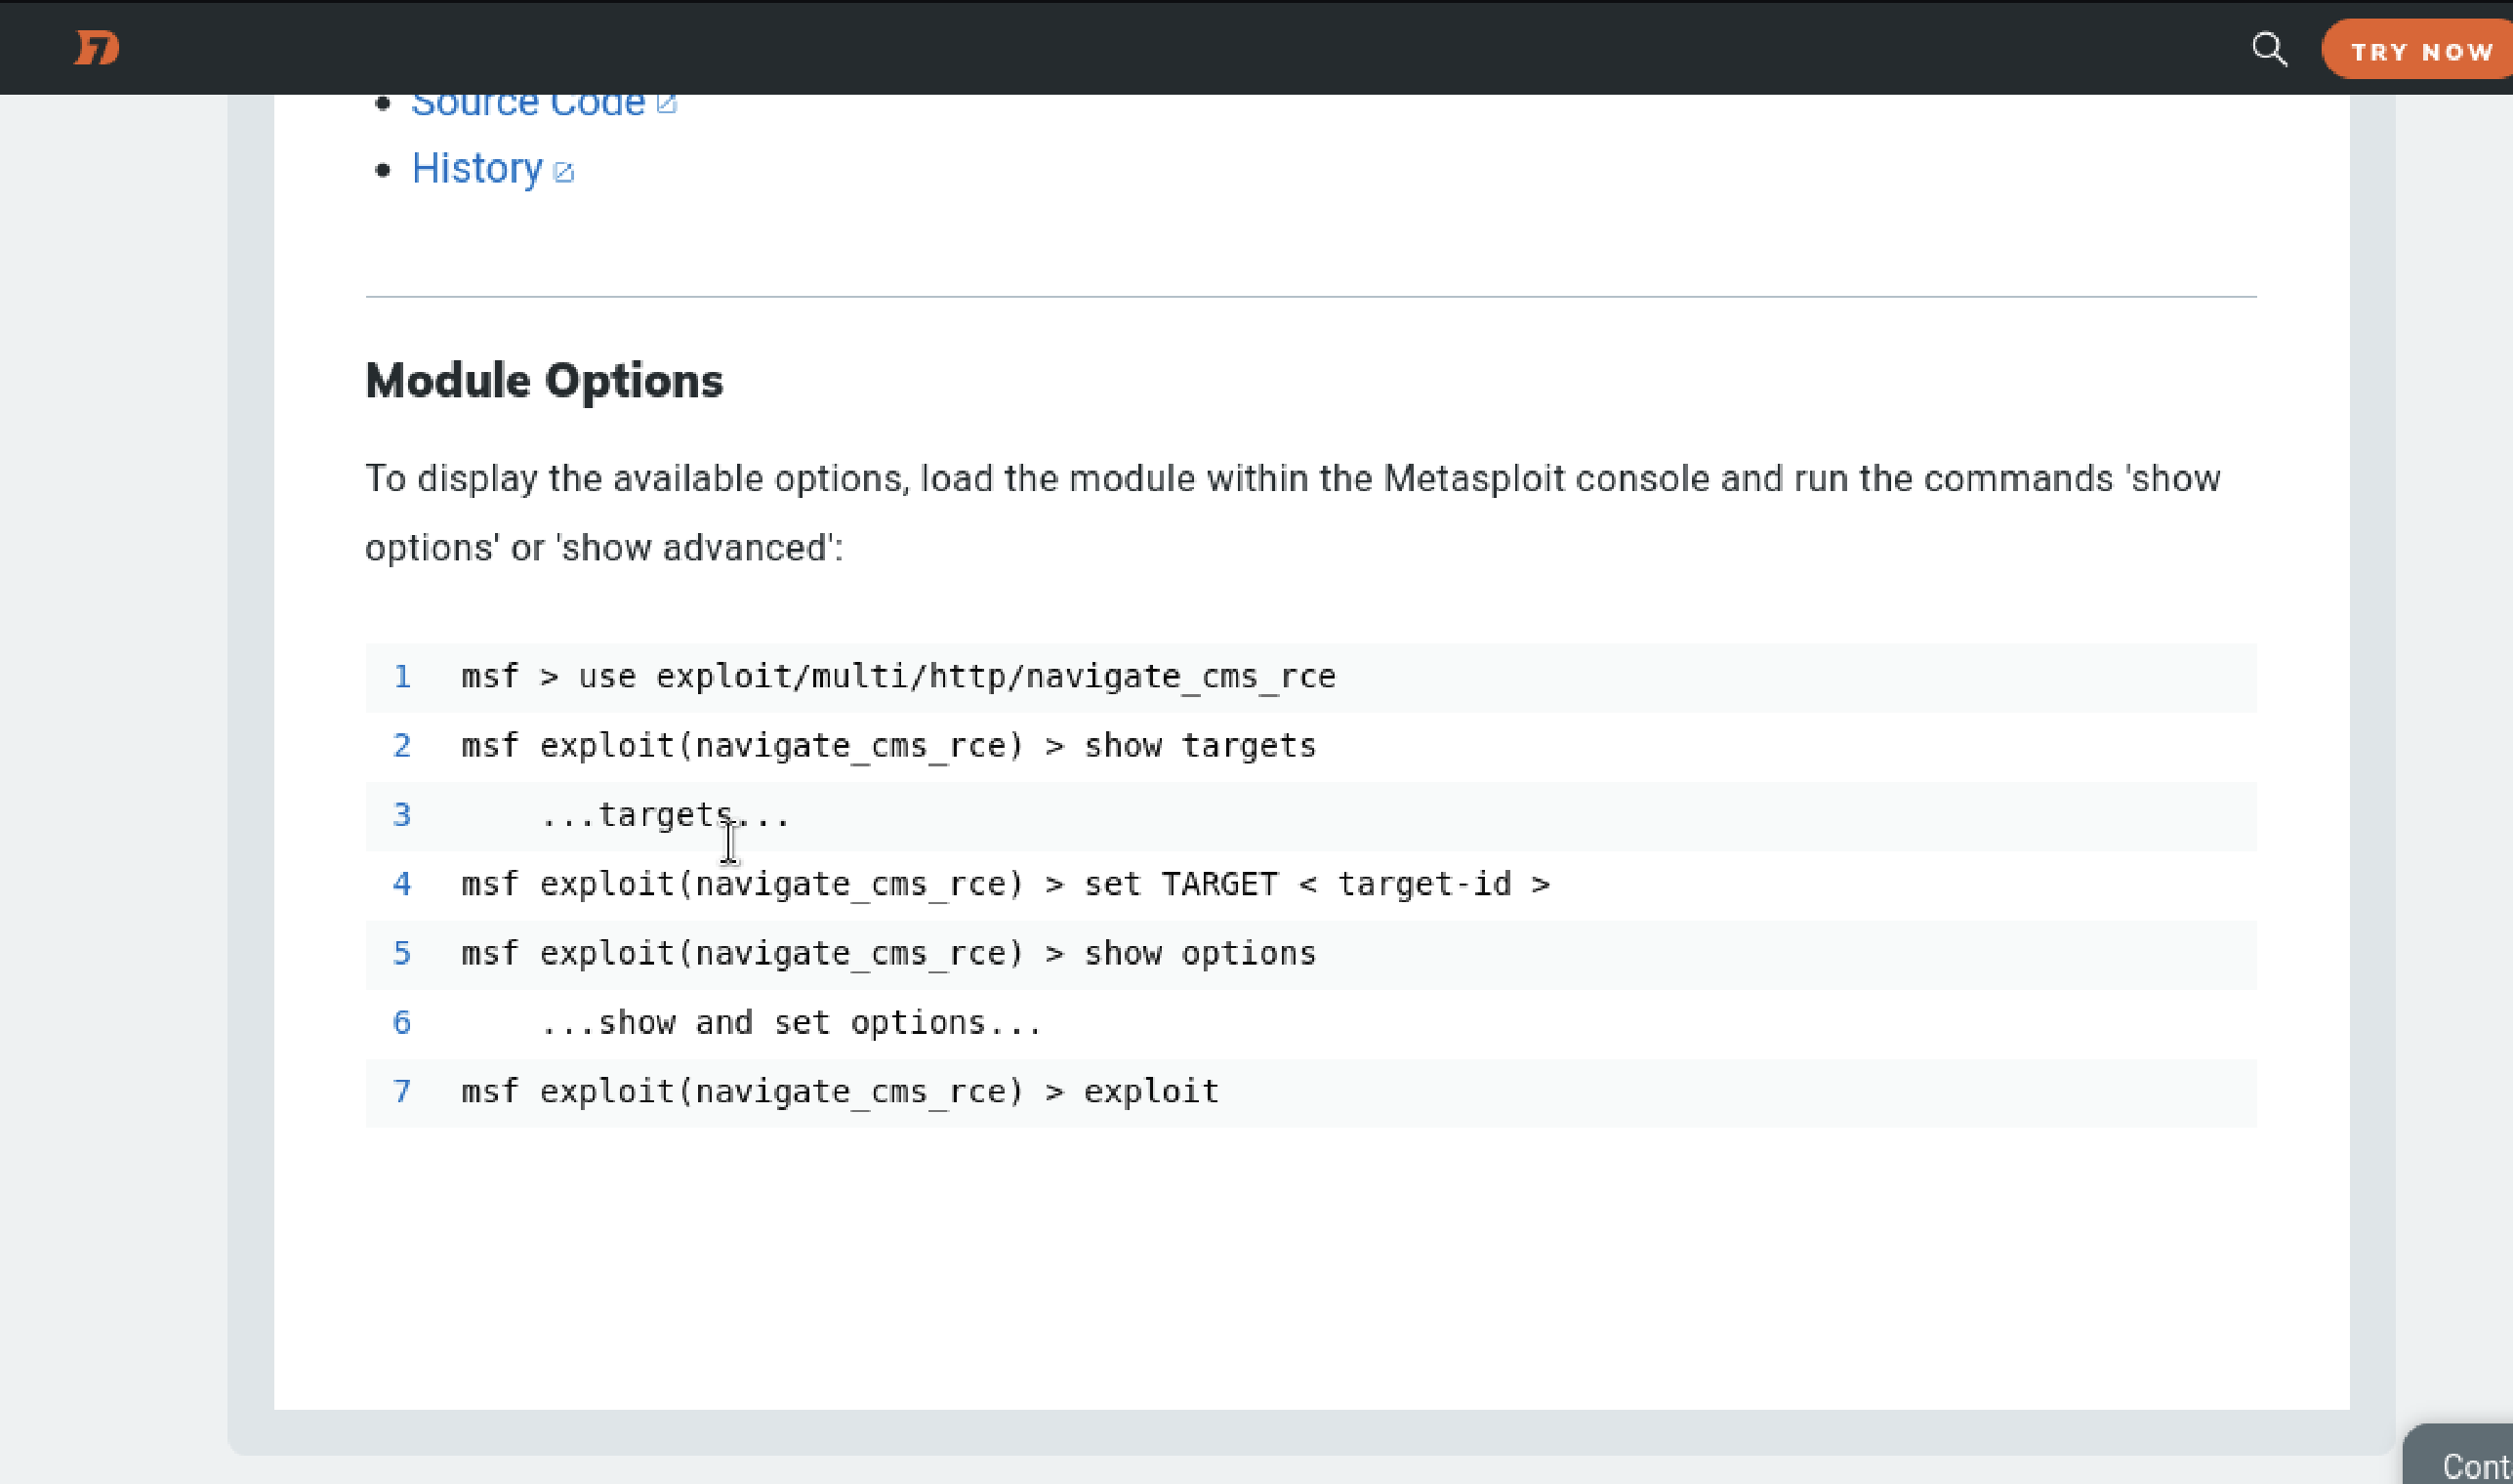 TRY NOW
Source Code
History
Module Options
To display the available options, load the module within the Metasploit console and run the commands 'show
options' or 'show advanced':
1 msf > use exploit/multi/http/navigate_cms_rce
2 msf exploit(navigate_cms_rce) > show targets
3 ...targets...
4 msf exploit(navigate_cms_rce) > set TARGET < target-id >
5 msf exploit(navigate_cms_rce) > show options
6 ...show and set options...
7 msf exploit(navigate_cms_rce) > exploit